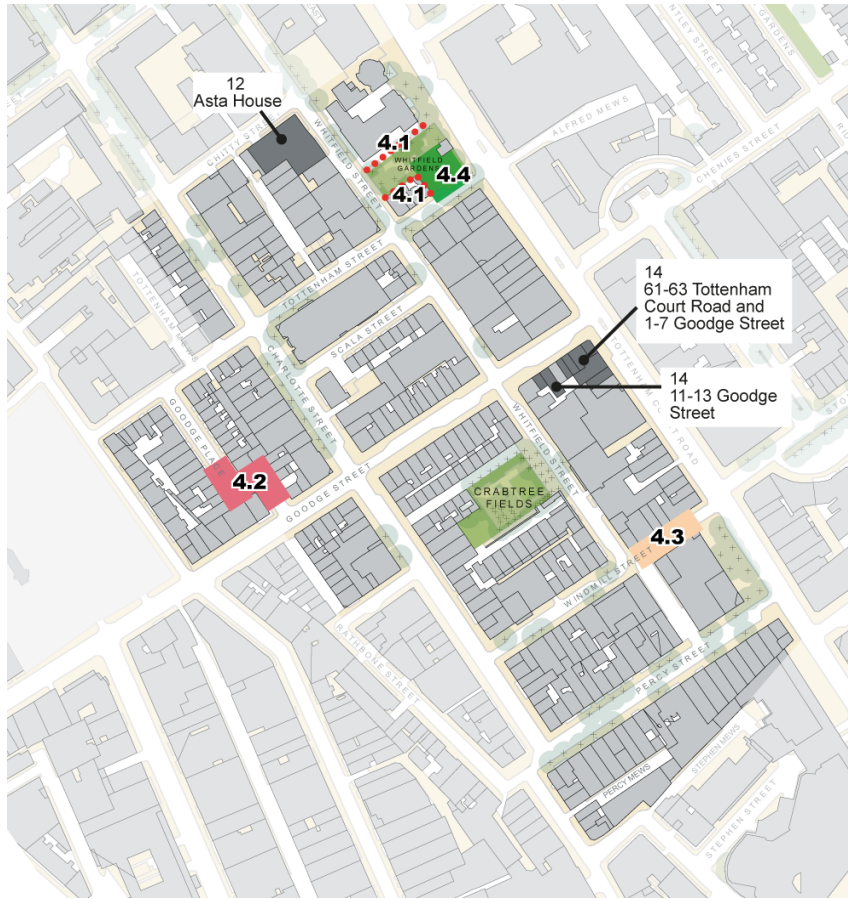 12
Asta House
CHITTY STREET
WHITFIELD STREET
4.1
WHITFIELD
GARDENS
4.4
4.1
ALFRED MEWS
CHENIES STREET
GARDENS
TOTTENHAM MEWS
TOTTENHAM STREET
SCALA STREET
CHARLOTTE STREET
14
61-63 Tottenham
Court Road and
1-7 Goodge Street
TOTTENHAM COURT ROAD
14
11-13 Goodge
Street
GOODGE PLACE
4.2
GOODGE STREET
WHITFIELD STREET
CRABTREE
FIELDS
4.3
WINDMILL STREET
RATHBONE STREET
PERCY STREET
PERCY MEWS
STEPHEN MEWS
STEPHEN STREET